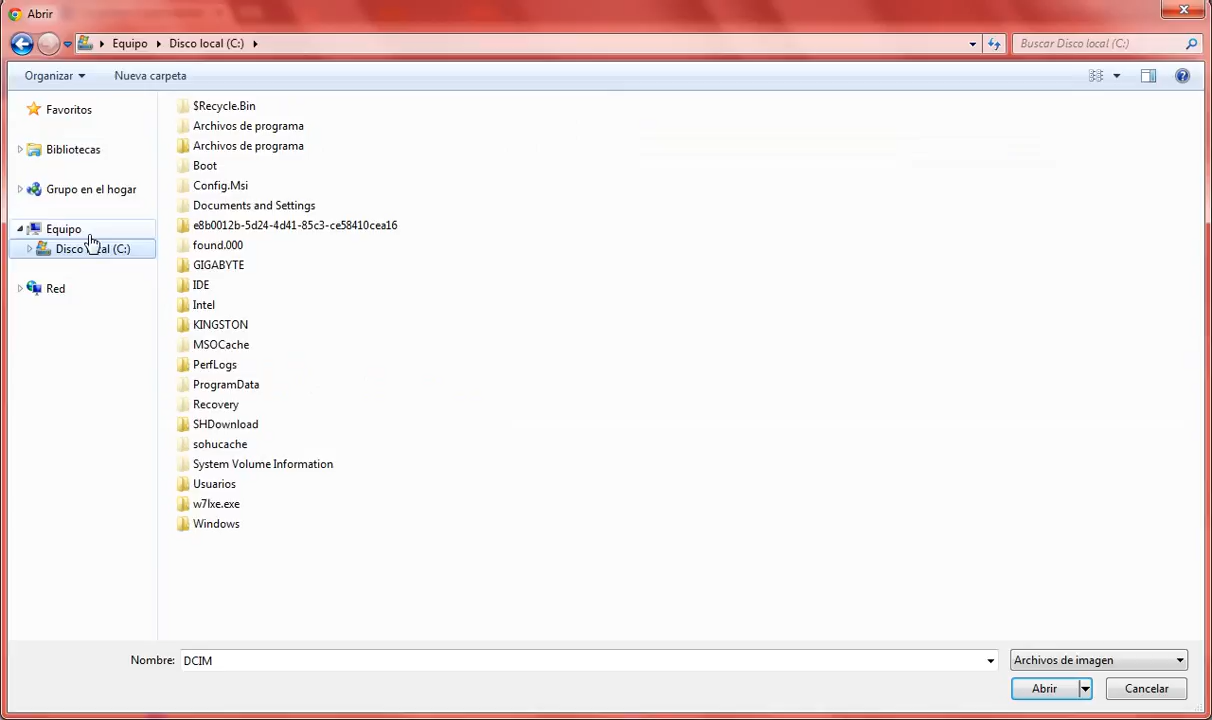 Abrir
Equipo Disco local (C:) Buscar Disco local (C:)
Organizar Nueva carpeta
Favoritos
Bibliotecas
Grupo en el hogar
Equipo
Disco local (C:)
Red
$Recycle.Bin
Archivos de programa
Archivos de programa
Boot
Config.Msi
Documents and Settings
e8b0012b-5d24-4d41-85c3-ce58410cea16
found.000
GIGABYTE
IDE
Intel
KINGSTON
MSOCache
PerfLogs
ProgramData
Recovery
SHDownload
sohucache
System Volume Information
Usuarios
w7lxe.exe
Windows
Nombre: DCIM Archivos de imagen
Abrir Cancelar